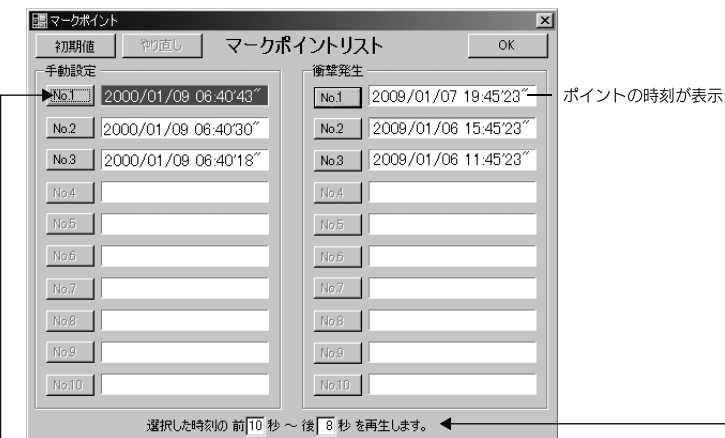 マークポイント
初期値 やり直し マークポイントリスト OK
手動設定
No.1 2000/01/09 06:40'43"
No.2 2000/01/09 06:40'30"
No.3 2000/01/09 06:40'18"
No.4
No.5
No.6
No.7
No.8
No.9
No.10
衝撃発生
No.1 2009/01/07 19:45'23"
No.2 2009/01/06 15:45'23"
No.3 2009/01/06 11:45'23"
No.4
No.5
No.6
No.7
No.8
No.9
No.10
ポイントの時刻が表示
選択した時刻の 前 10 秒 ～ 後 8 秒 を再生します。